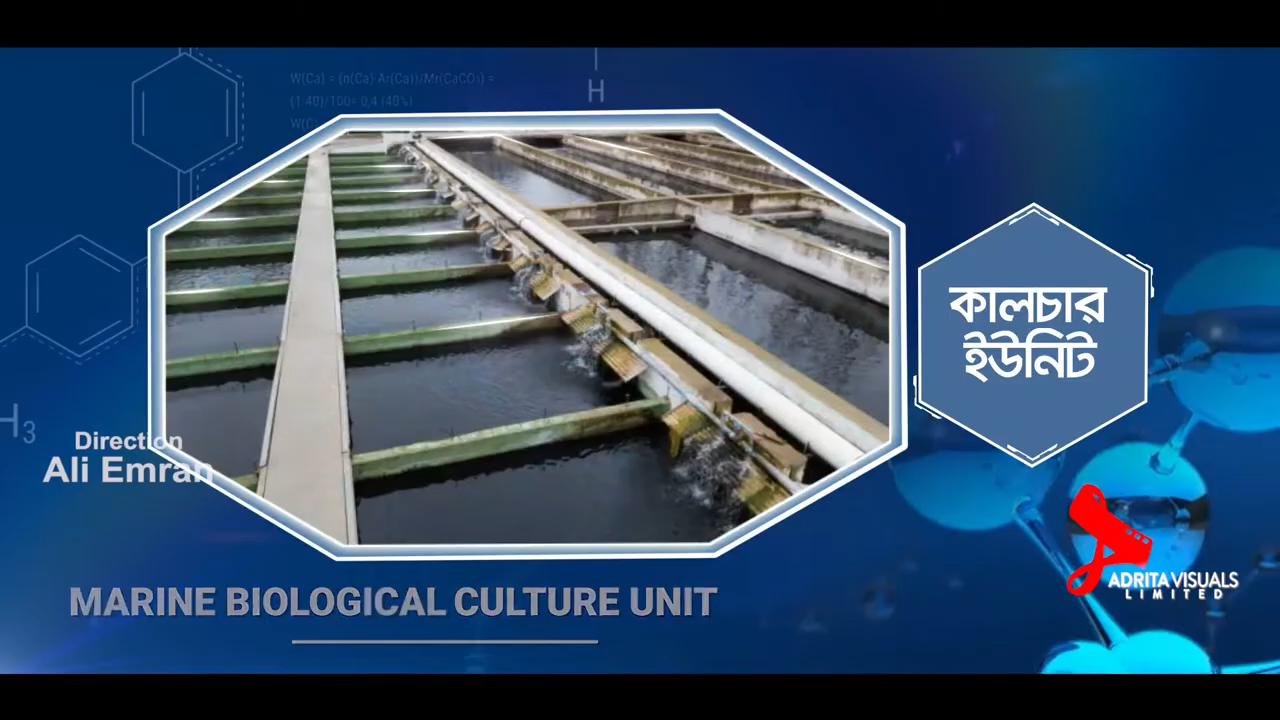 W(Ca) = (n(Ca)·Ar(Ca))/Mr(CaCO₃) =
(1·40)/100= 0,4 (40%)
H
কালচার
ইউনিট
H₃
Direction
Ali Emran
ADRITA VISUALS
LIMITED
MARINE BIOLOGICAL CULTURE UNIT